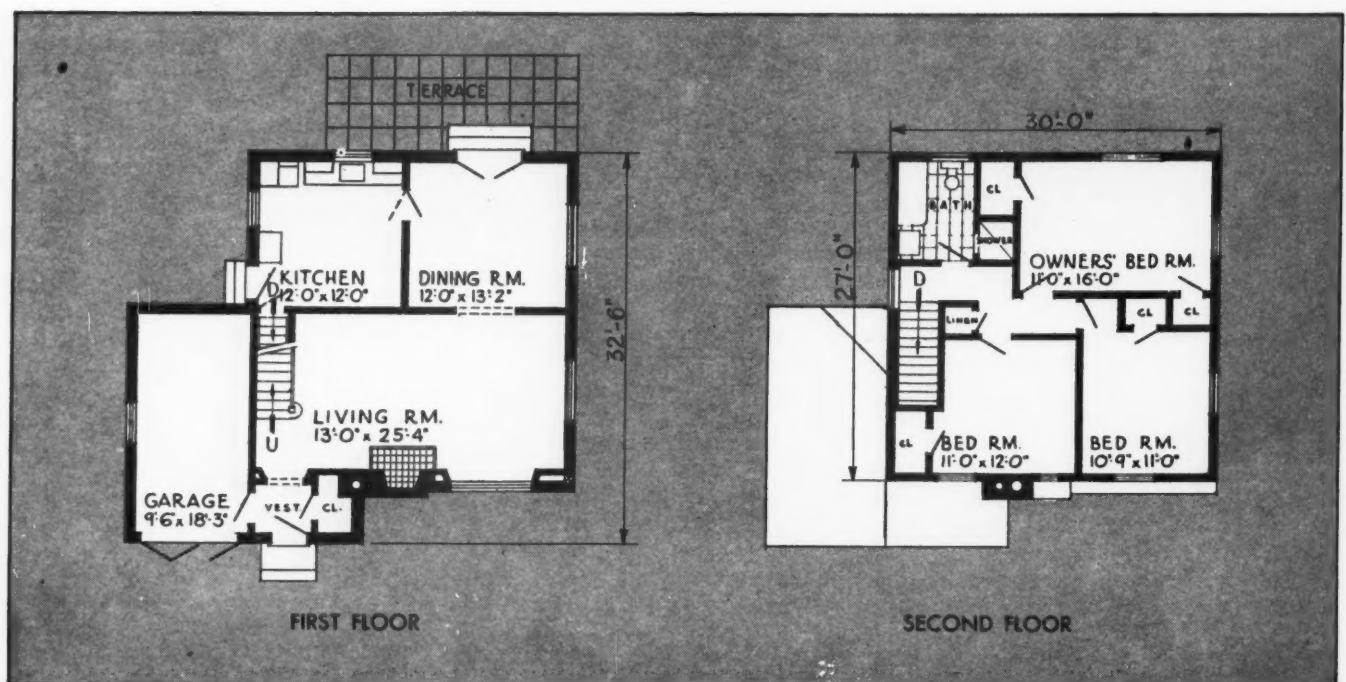 TERRACE
KITCHEN
12'-0" x 12'-0"
D
DINING RM.
12'-0" x 13'-2"
32'-6"
LIVING RM.
13'-0" x 25'-4"
U
GARAGE
9'-6" x 18'-3"
VEST.
CL.
FIRST FLOOR
30'-0"
27'-0"
BATH
CL
SHOWER
OWNERS' BED RM.
11'-0" x 16'-0"
D
LINEN
CL
CL
CL
BED RM.
11'-0" x 12'-0"
BED RM.
10'-9" x 11'-0"
SECOND FLOOR